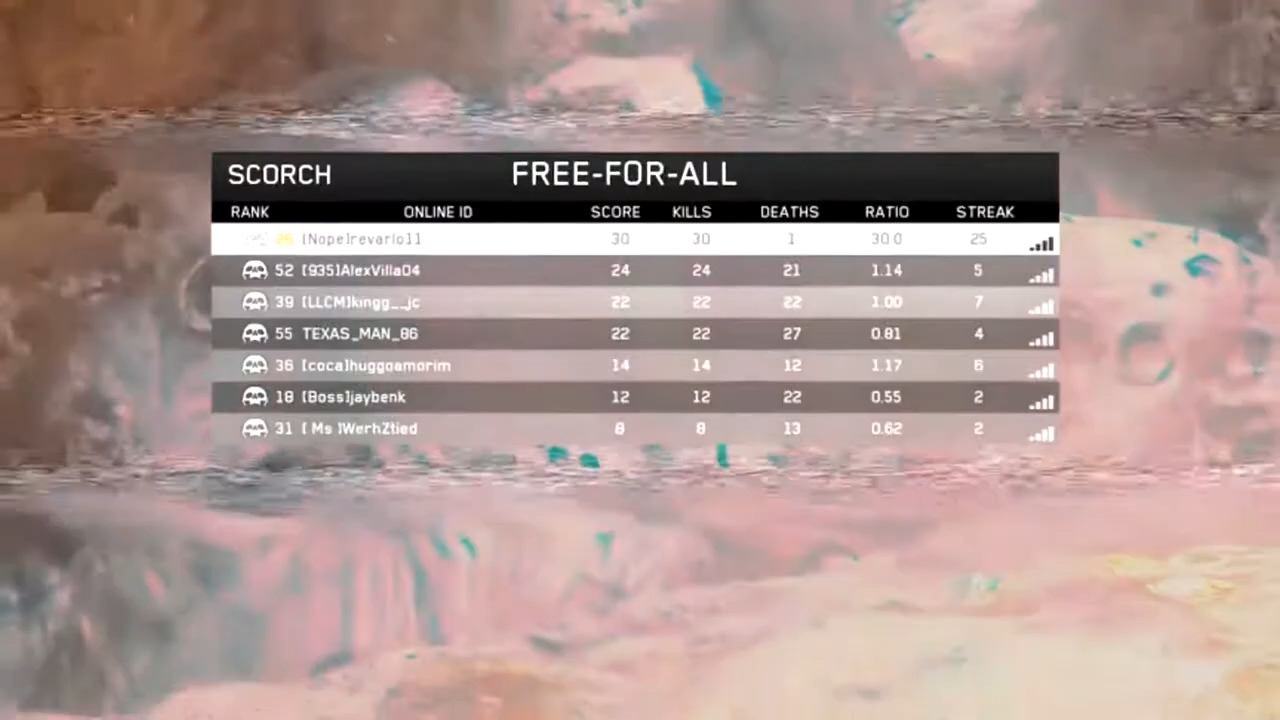 SCORCH FREE-FOR-ALL
RANK ONLINE ID SCORE KILLS DEATHS RATIO STREAK
[Nope]revarlo11 30 30 1 30.0 25
52 [935]AlexVilla04 24 24 21 1.14 5
39 [LLCM]kingg__jc 22 22 22 1.00 7
55 TEXAS_MAN_86 22 22 27 0.81 4
36 [coca]huggoamorim 14 14 12 1.17 6
18 [Boss]jaybenk 12 12 22 0.55 2
31 [ Ms ]WerhZtied 8 8 13 0.62 2